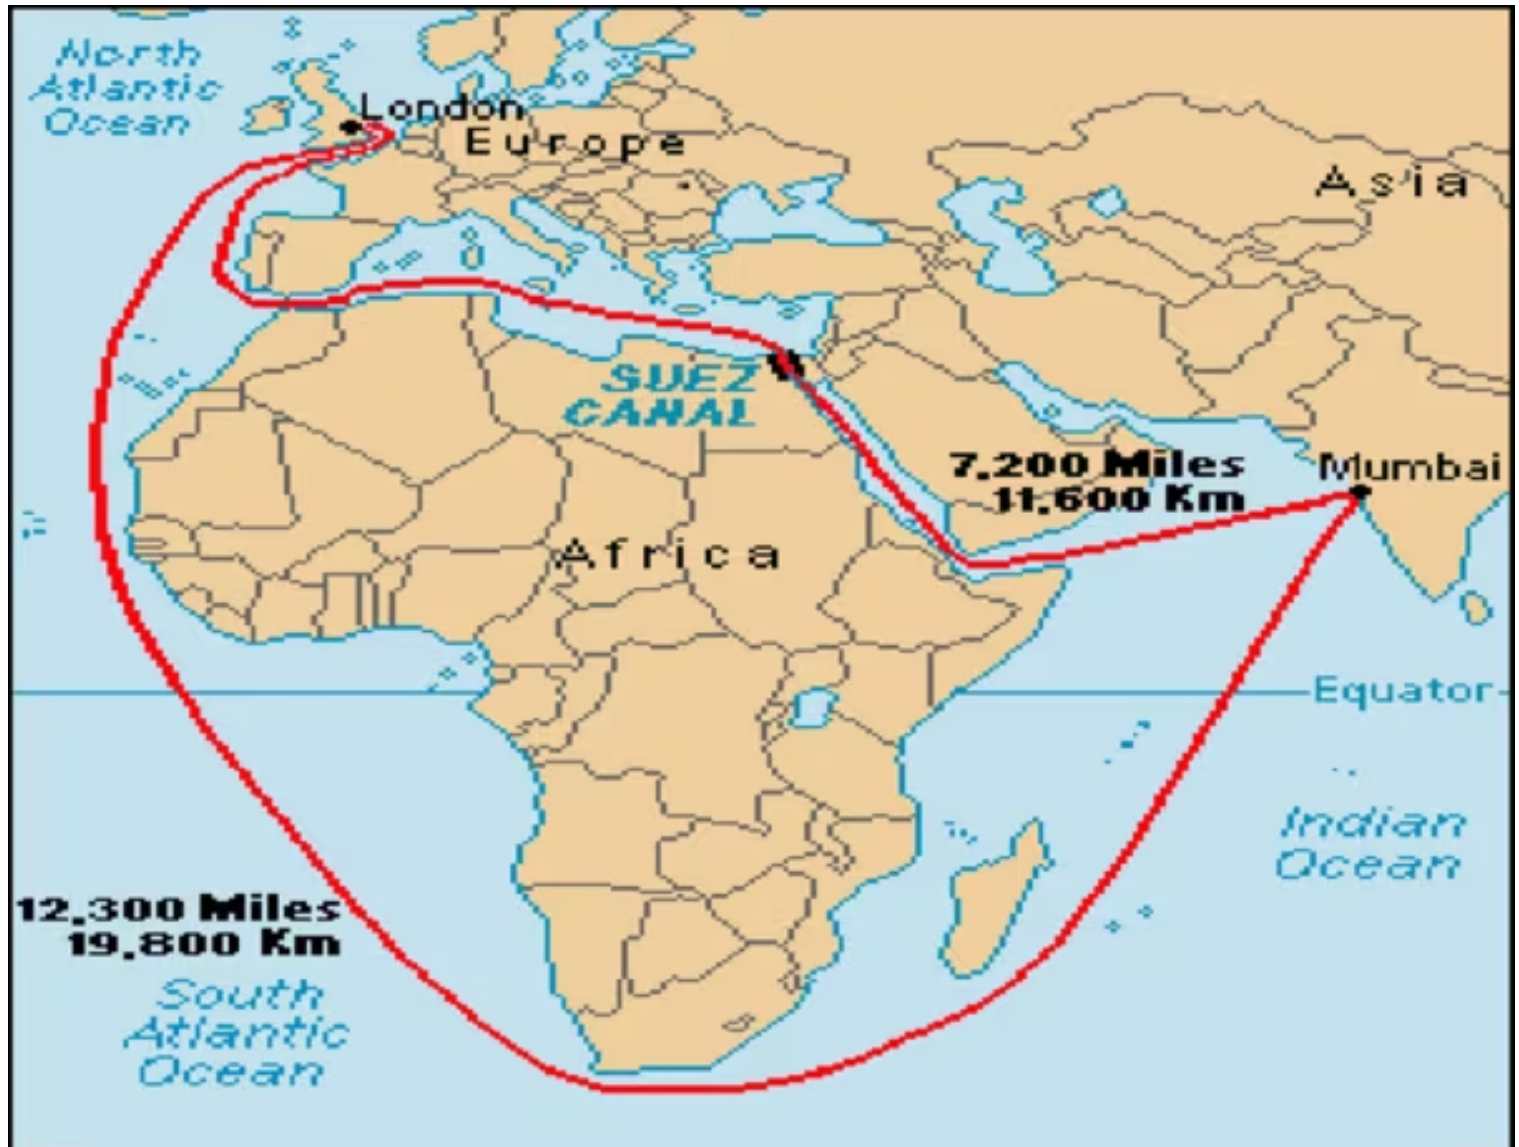 North
Atlantic
Ocean
London
Europe
Asia
SUEZ
CANAL
7.200 Miles
11.600 Km
Mumbai
Africa
Equator
Indian
Ocean
12.300 Miles
19.800 Km
South
Atlantic
Ocean